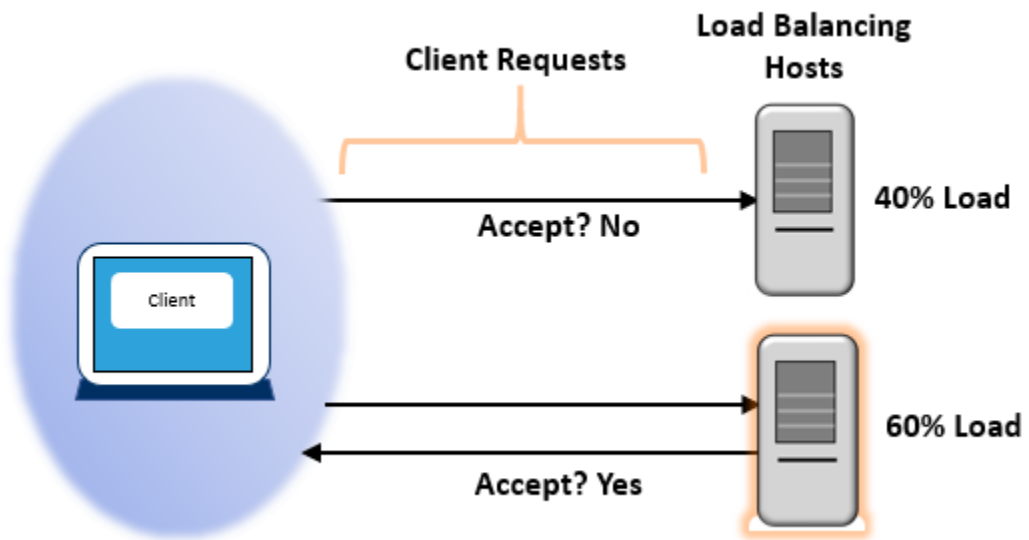 Load Balancing
Hosts
Client Requests
40% Load
Accept? No
Client
60% Load
Accept? Yes